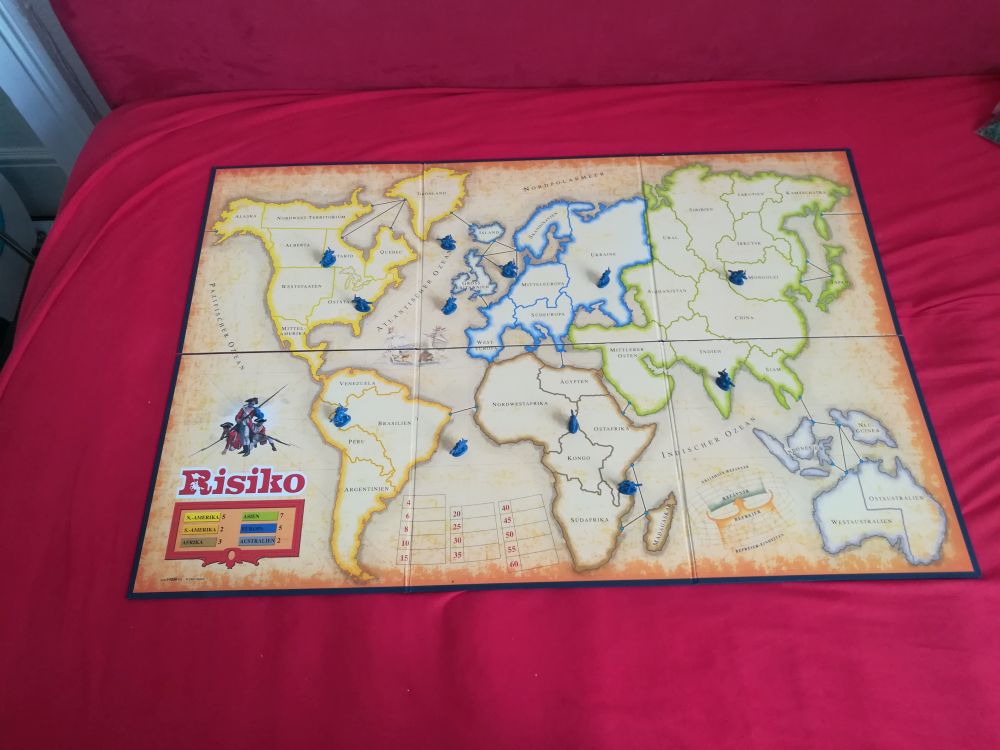 NORDPOLARMEER
GRÖNLAND
ALASKA
NORDWEST-TERRITORIUM
ISLAND
SKANDINAVIEN
SIBIRIEN
JAKUTIEN
KAMTSCHATKA
ALBERTA
QUEBEC
URAL
IRKUTSK
UKRAINE
MONGOLEI
JAPAN
WESTSTAATEN
OSTSTA
MITTELEUROPA
AFGHANISTAN
CHINA
ATLANTISCHER OZEAN
SÜDEUROPA
PAZIFISCHER OZEAN
MITTEL-
AMERIKA
WEST-
EUROPA
MITTLERER
OSTEN
INDIEN
SIAM
VENEZUELA
ÄGYPTEN
NORDWESTAFRIKA
BRASILIEN
OSTAFRIKA
INDISCHER OZEAN
NEU-
GUINEA
INDONESIEN
PERU
KONGO
ARGENTINIEN
SÜDAFRIKA
MADAGASKAR
OSTAUSTRALIEN
WESTAUSTRALIEN
Risiko
N.-AMERIKA 5
ASIEN 7
S.-AMERIKA 2
EUROPA 5
AFRIKA 3
AUSTRALIEN 2
4
6
8
10
15
20
25
30
35
40
45
50
55
60